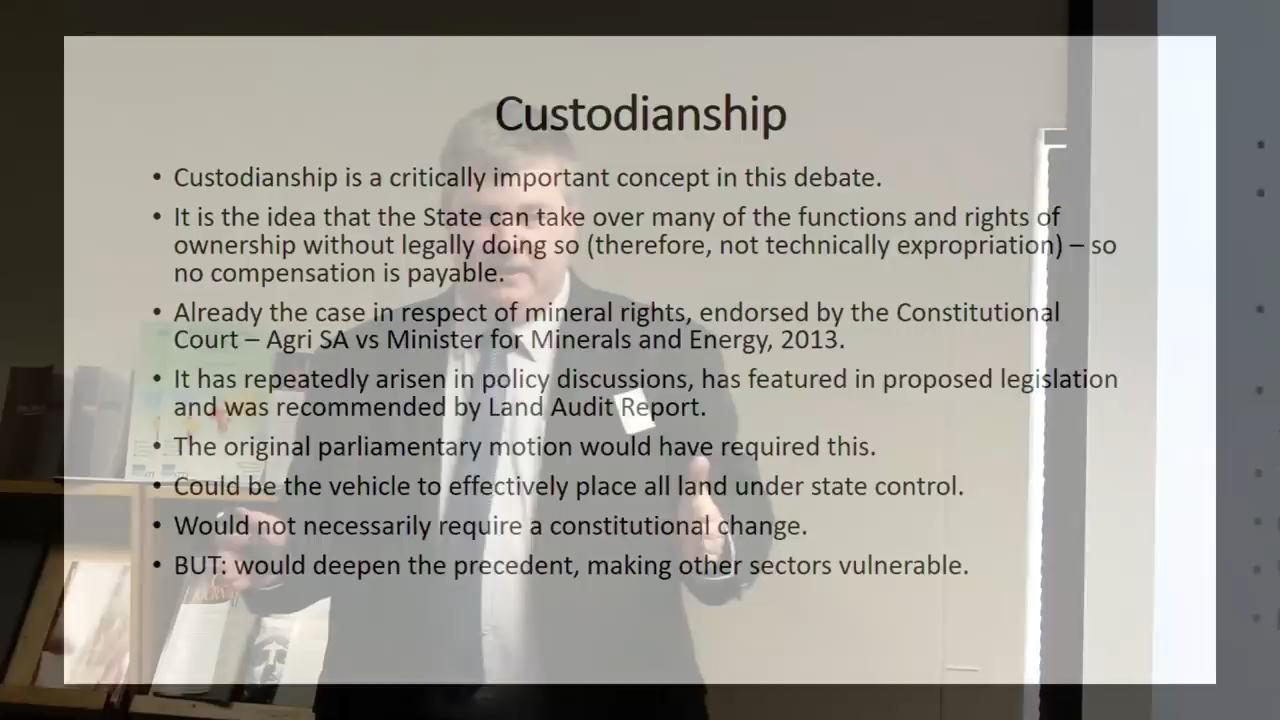 Custodianship
• Custodianship is a critically important concept in this debate.
• It is the idea that the State can take over many of the functions and rights of
ownership without legally doing so (therefore, not technically expropriation) – so
no compensation is payable.
• Already the case in respect of mineral rights, endorsed by the Constitutional
Court – Agri SA vs Minister for Minerals and Energy, 2013.
• It has repeatedly arisen in policy discussions, has featured in proposed legislation
and was recommended by Land Audit Report.
• The original parliamentary motion would have required this.
• Could be the vehicle to effectively place all land under state control.
• Would not necessarily require a constitutional change.
• BUT: would deepen the precedent, making other sectors vulnerable.